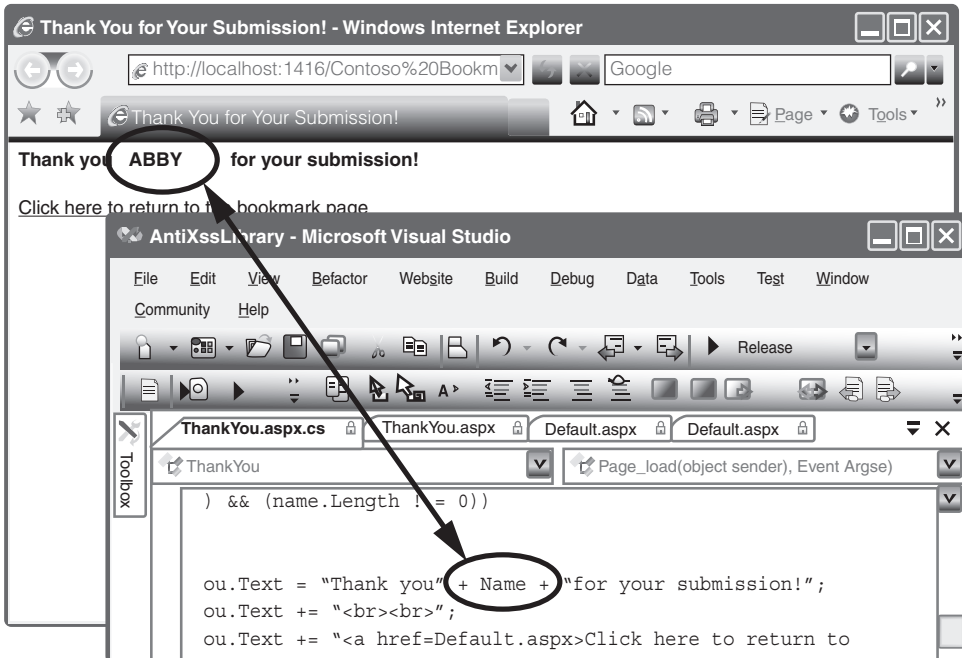 Thank You for Your Submission! - Windows Internet Explorer
http://localhost:1416/Contoso%20Bookm
Google
Thank You for Your Submission!
Page
Tools
Thank you ABBY for your submission!
Click here to return to the bookmark page
AntiXssLibrary - Microsoft Visual Studio
File Edit View Befactor Website Build Debug Data Tools Test Window
Community Help
Release
A
Toolbox
ThankYou.aspx.cs ThankYou.aspx Default.aspx Default.aspx
ThankYou Page_load(object sender), Event Argse)
) && (name.Length ! = 0))
ou.Text = “Thank you” + Name + “for your submission!”;
ou.Text += “<br><br>”;
ou.Text += “<a href=Default.aspx>Click here to return to